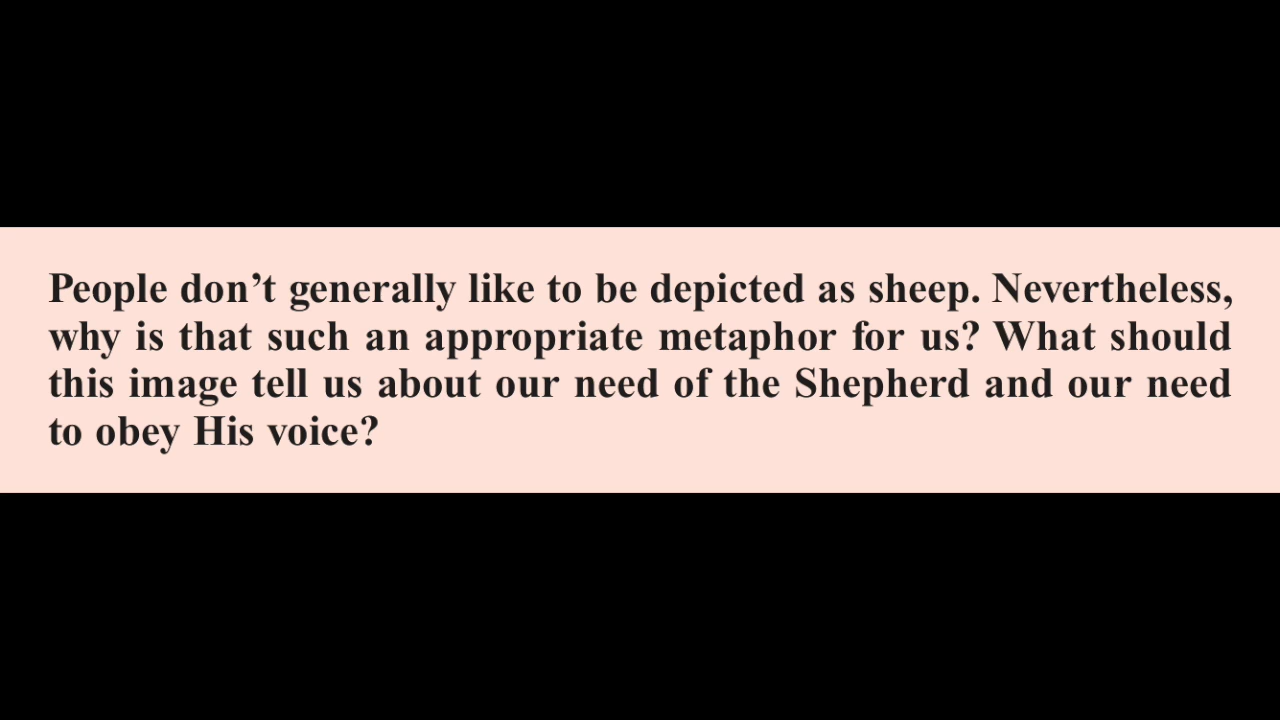 People don’t generally like to be depicted as sheep. Nevertheless,
why is that such an appropriate metaphor for us? What should
this image tell us about our need of the Shepherd and our need
to obey His voice?